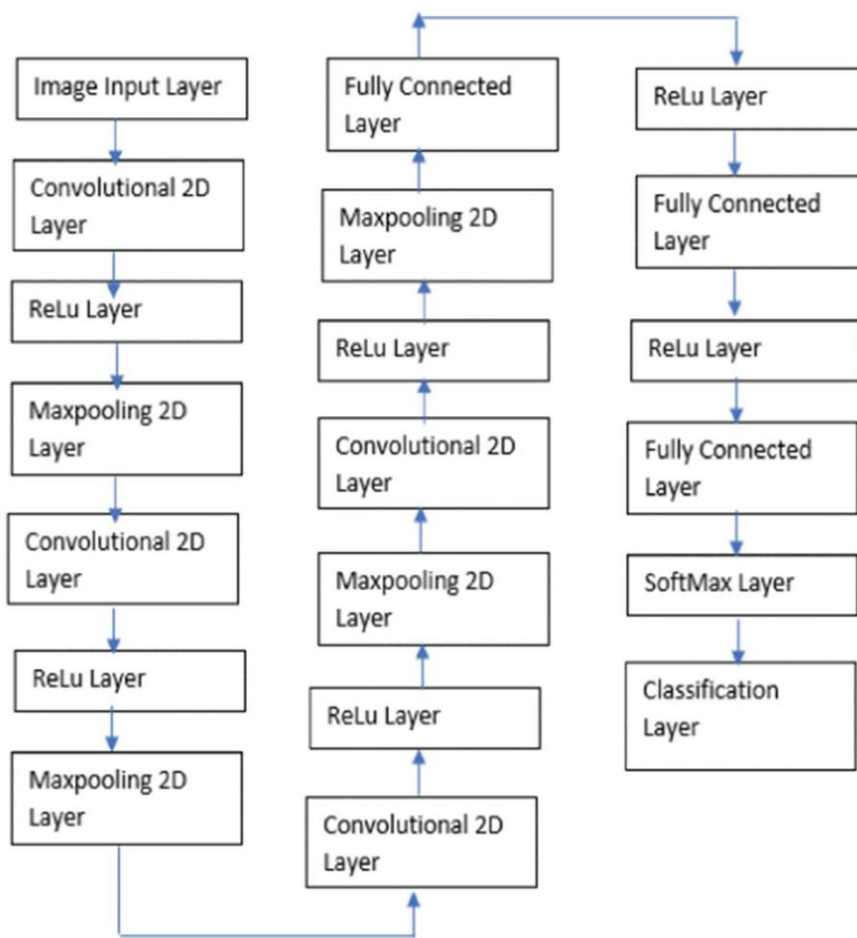 Image Input Layer
Convolutional 2D
Layer
ReLu Layer
Maxpooling 2D
Layer
Convolutional 2D
Layer
ReLu Layer
Maxpooling 2D
Layer
Convolutional 2D
Layer
ReLu Layer
Maxpooling 2D
Layer
Convolutional 2D
Layer
ReLu Layer
Maxpooling 2D
Layer
Fully Connected
Layer
ReLu Layer
Fully Connected
Layer
ReLu Layer
Fully Connected
Layer
SoftMax Layer
Classification
Layer